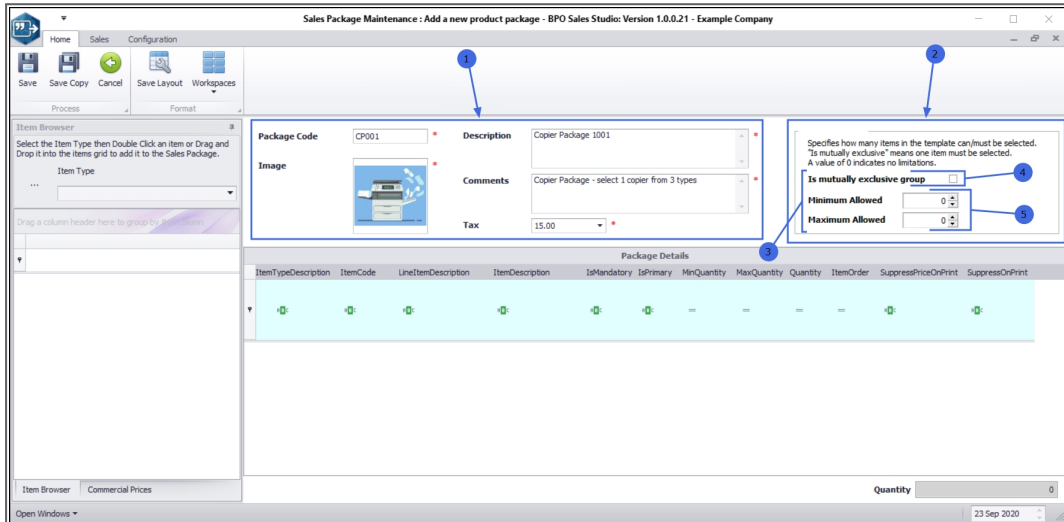 Sales Package Maintenance : Add a new product package - BPO Sales Studio: Version 1.0.0.21 - Example Company
Home Sales Configuration
Save Save Copy Cancel Save Layout Workspaces
Process Format
1
2
Item Browser
Select the Item Type then Double Click an item or Drag and
Drop it into the items grid to add it to the Sales Package.
Item Type
...
Drag a column header here to group by
Package Code CP001 * Description Copier Package 1001 *
Image *
Comments Copier Package - select 1 copier from 3 types *
Tax 15.00 *
Specifies how many items in the template can/must be selected.
"Is mutually exclusive" means one item must be selected.
A value of 0 indicates no limitations.
Is mutually exclusive group 4
Minimum Allowed 0
Maximum Allowed 0
5
3
Package Details
ItemTypeDescription ItemCode LineItemDescription ItemDescription IsMandatory IsPrimary MinQuantity MaxQuantity Quantity ItemOrder SuppressPriceOnPrint SuppressOnPrint
Item Browser Commercial Prices
Quantity 0
Open Windows 23 Sep 2020